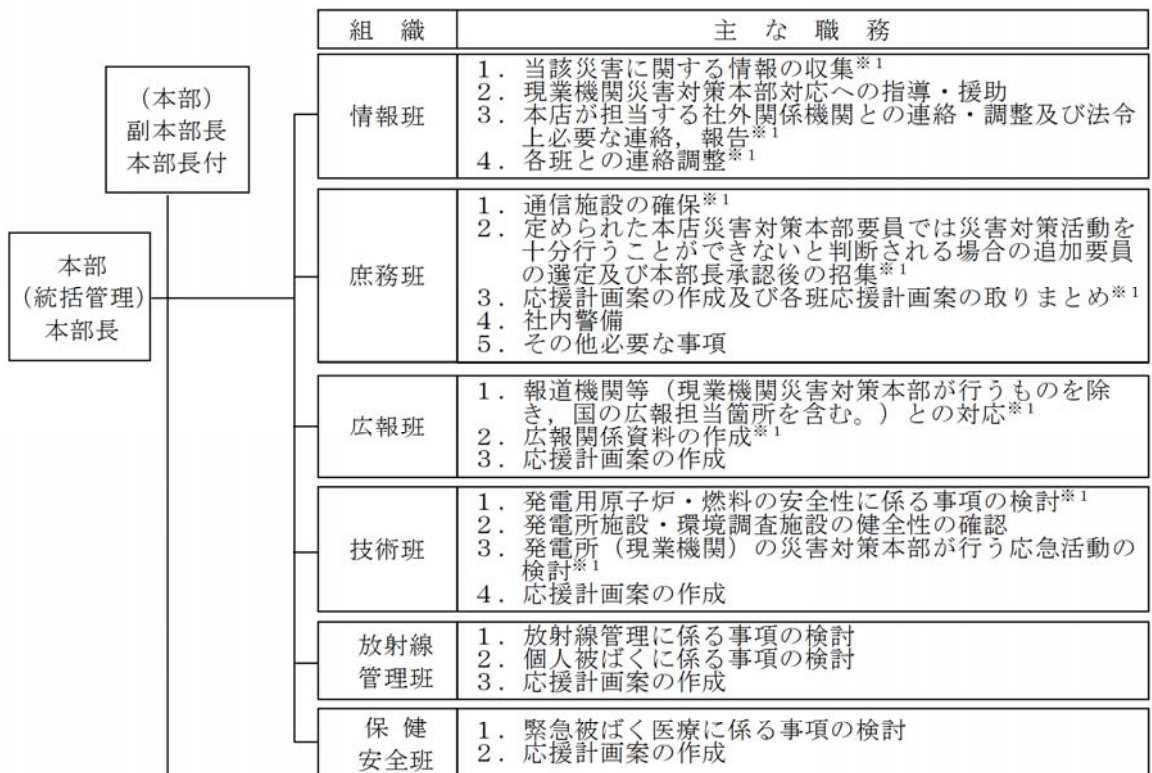 組　織
主　な　職　務
(本部)
副本部長
本部長付
本部
(統括管理)
本部長
情報班
1．当該災害に関する情報の収集※1
2．現業機関災害対策本部対応への指導・援助
3．本店が担当する社外関係機関との連絡・調整及び法令
上必要な連絡，報告※1
4．各班との連絡調整※1
庶務班
1．通信施設の確保※1
2．定められた本店災害対策本部要員では災害対策活動を
十分行うことができないと判断される場合の追加要員
の選定及び本部長承認後の招集※1
3．応援計画案の作成及び各班応援計画案の取りまとめ※1
4．社内警備
5．その他必要な事項
広報班
1．報道機関等（現業機関災害対策本部が行うものを除
き，国の広報担当箇所を含む。）との対応※1
2．広報関係資料の作成※1
3．応援計画案の作成
技術班
1．発電用原子炉・燃料の安全性に係る事項の検討※1
2．発電所施設・環境調査施設の健全性の確認
3．発電所（現業機関）の災害対策本部が行う応急活動の
検討※1
4．応援計画案の作成
放射線
管理班
1．放射線管理に係る事項の検討
2．個人被ばくに係る事項の検討
3．応援計画案の作成
保　健
安全班
1．緊急被ばく医療に係る事項の検討
2．応援計画案の作成